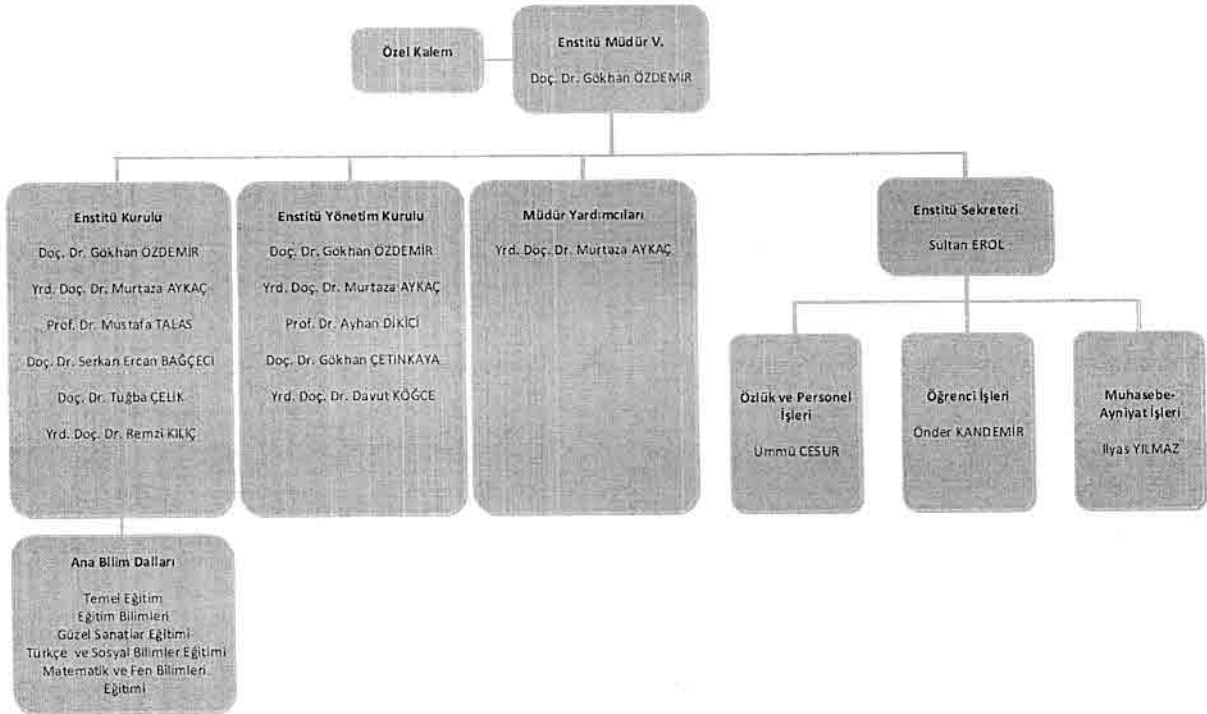 Özel Kalem
Enstitü Müdür V.
Doç. Dr. Gökhan ÖZDEMİR
Enstitü Kurulu
Doç. Dr. Gökhan ÖZDEMİR
Yrd. Doç. Dr. Murtaza AYKAÇ
Prof. Dr. Mustafa TALAS
Doç. Dr. Serkan Ercan BAĞÇECİ
Doç. Dr. Tuğba ÇELİK
Yrd. Doç. Dr. Remzi KILIÇ
Enstitü Yönetim Kurulu
Doç. Dr. Gökhan ÖZDEMİR
Yrd. Doç. Dr. Murtaza AYKAÇ
Prof. Dr. Ayhan DİKİCİ
Doç. Dr. Gökhan ÇETİNKAYA
Yrd. Doç. Dr. Davut KÖĞCE
Müdür Yardımcıları
Yrd. Doç. Dr. Murtaza AYKAÇ
Enstitü Sekreteri
Sultan EROL
Özlük ve Personel
İşleri
Ümmü CESUR
Öğrenci İşleri
Önder KANDEMİR
Muhasebe-
Ayniyat İşleri
İlyas YILMAZ
Ana Bilim Dalları
Temel Eğitim
Eğitim Bilimleri
Güzel Sanatlar Eğitimi
Türkçe ve Sosyal Bilimler Eğitimi
Matematik ve Fen Bilimleri
Eğitimi